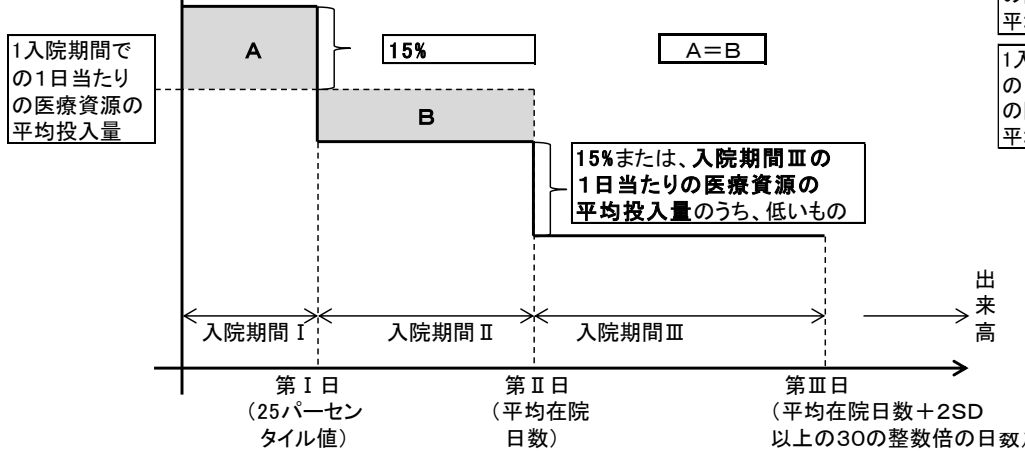 平
1入院期間で
の1日当たり
の医療資源の
平均投入量
A
15%
A=B
1入
の
の
平
B
15%または、入院期間Ⅲの
1日当たりの医療資源の
平均投入量のうち、低いもの
入院期間Ⅰ
入院期間Ⅱ
入院期間Ⅲ
出
来
高
第Ⅰ日
(25パーセン
タイル値)
第Ⅱ日
(平均在院
日数)
第Ⅲ日
(平均在院日数+2SD
以上の30の整数倍の日数)